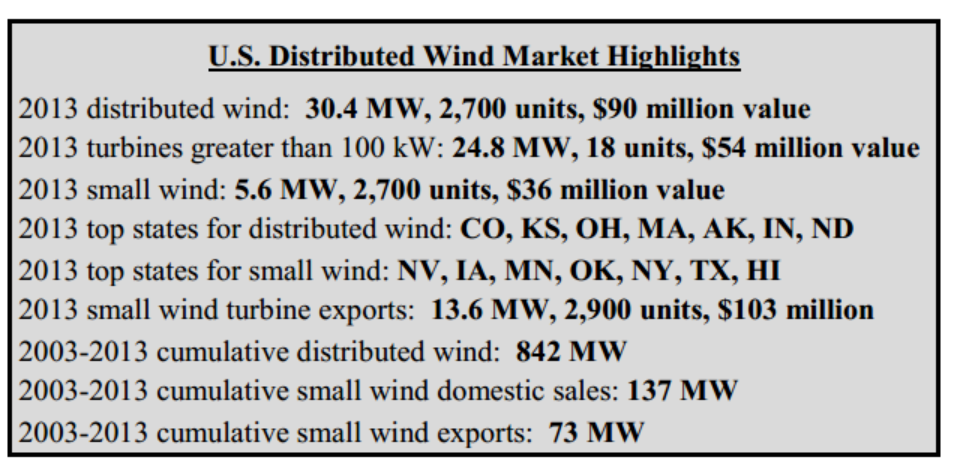 U.S. Distributed Wind Market Highlights
2013 distributed wind: 30.4 MW, 2,700 units, $90 million value
2013 turbines greater than 100 kW: 24.8 MW, 18 units, $54 million value
2013 small wind: 5.6 MW, 2,700 units, $36 million value
2013 top states for distributed wind: CO, KS, OH, MA, AK, IN, ND
2013 top states for small wind: NV, IA, MN, OK, NY, TX, HI
2013 small wind turbine exports: 13.6 MW, 2,900 units, $103 million
2003-2013 cumulative distributed wind: 842 MW
2003-2013 cumulative small wind domestic sales: 137 MW
2003-2013 cumulative small wind exports: 73 MW